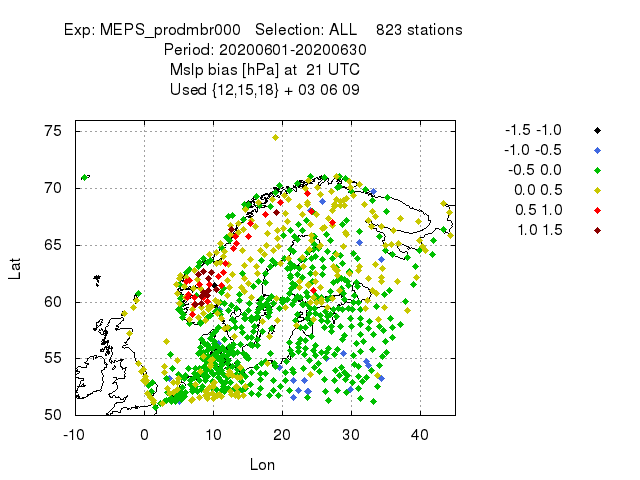 Exp: MEPS_prodmbr000 Selection: ALL 823 stations
Period: 20200601-20200630
Mslp bias [hPa] at 21 UTC
Used {12,15,18} + 03 06 09
75
70
65
60
55
50
Lat
-10 0 10 20 30 40
Lon
-1.5 -1.0
-1.0 -0.5
-0.5 0.0
0.0 0.5
0.5 1.0
1.0 1.5